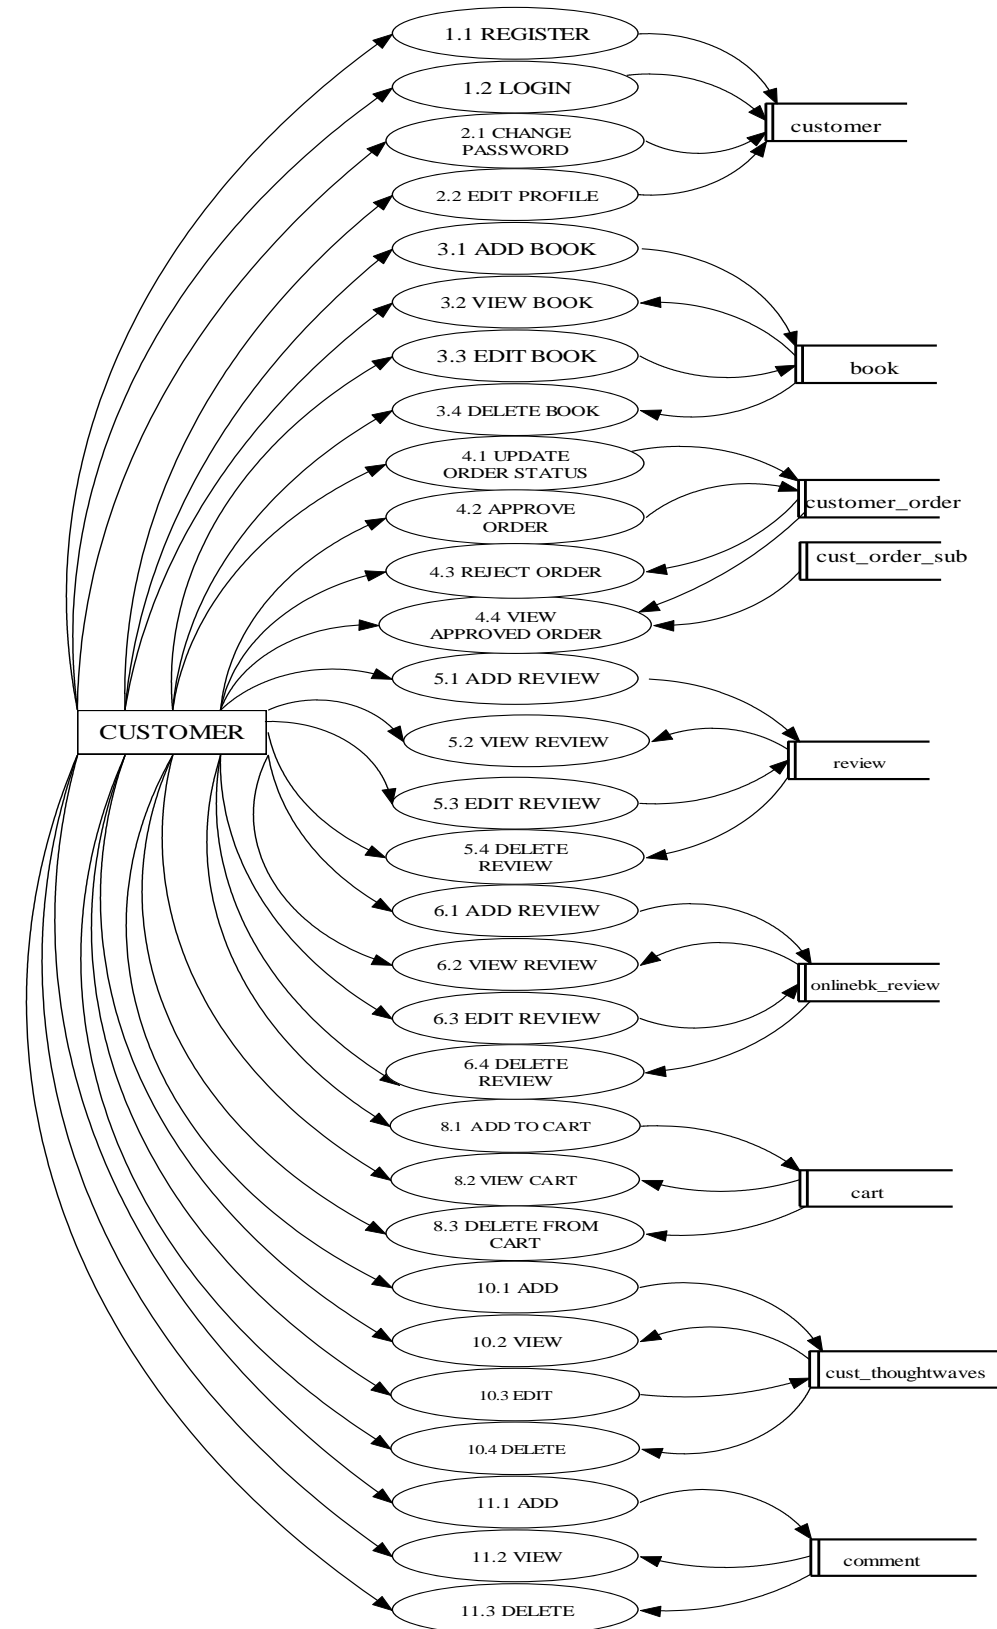 1.1 REGISTER
1.2 LOGIN
2.1 CHANGE
PASSWORD
customer
2.2 EDIT PROFILE
3.1 ADD BOOK
3.2 VIEW BOOK
3.3 EDIT BOOK
book
3.4 DELETE BOOK
4.1 UPDATE
ORDER STATUS
customer_order
4.2 APPROVE
ORDER
cust_order_sub
4.3 REJECT ORDER
4.4 VIEW
APPROVED ORDER
5.1 ADD REVIEW
CUSTOMER
5.2 VIEW REVIEW
review
5.3 EDIT REVIEW
5.4 DELETE
REVIEW
6.1 ADD REVIEW
6.2 VIEW REVIEW
onlinebk_review
6.3 EDIT REVIEW
6.4 DELETE
REVIEW
8.1 ADD TO CART
8.2 VIEW CART
cart
8.3 DELETE FROM
CART
10.1 ADD
10.2 VIEW
cust_thoughtwaves
10.3 EDIT
10.4 DELETE
11.1 ADD
11.2 VIEW
comment
11.3 DELETE